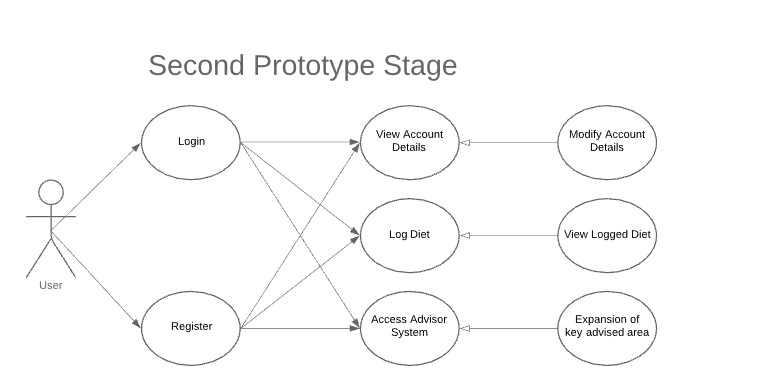 Second Prototype Stage
Login
View Account
Details
Modify Account
Details
Log Diet
View Logged Diet
User
Register
Access Advisor
System
Expansion of
key advised area